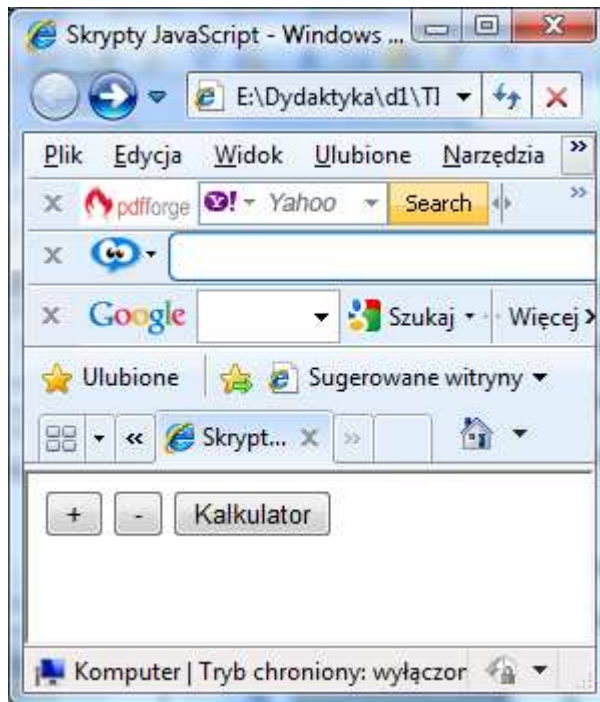 Skrypty JavaScript - Windows ...
E:\Dydaktyka\d1\TI
Plik Edycja Widok Ulubione Narzędzia »
x pdfforge Y! Yahoo Search »
x
x Google Szukaj Więcej
Ulubione Sugerowane witryny
« Skrypt... x »
+ - Kalkulator
Komputer | Tryb chroniony: wyłączor